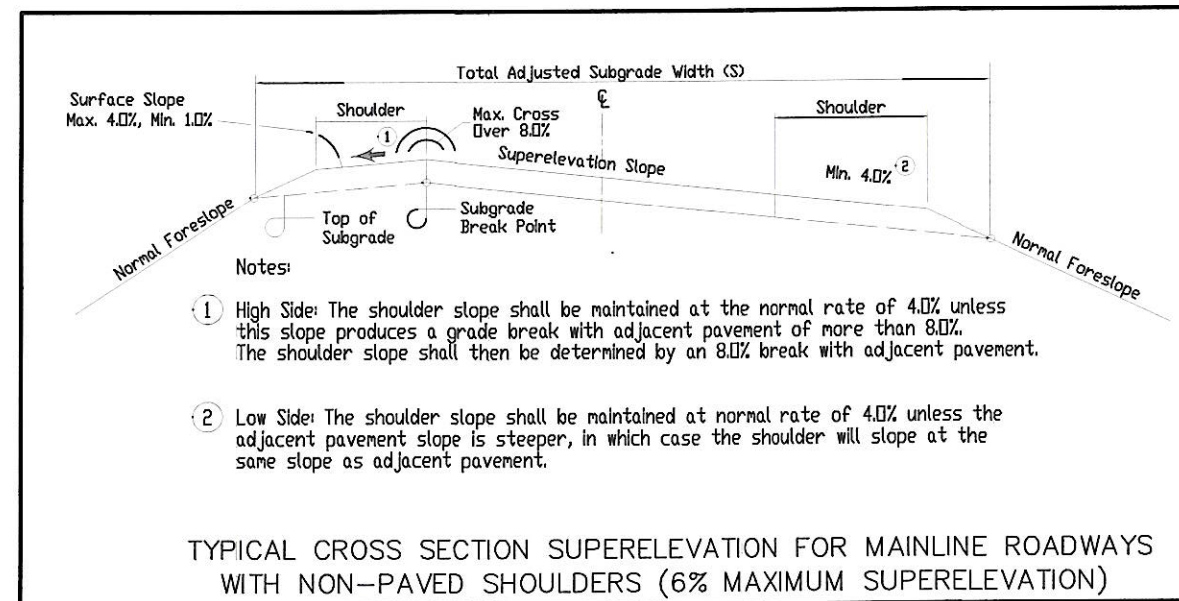 Total Adjusted Subgrade Width (S)
Surface Slope
Max. 4.0%, Min. 1.0%
Shoulder
1
Max. Cross
Over 8.0%
℄
Shoulder
Superelevation Slope
Min. 4.0% 2
Normal Foreslope
Top of
Subgrade
Subgrade
Break Point
Normal Foreslope
Notes:
1 High Side: The shoulder slope shall be maintained at the normal rate of 4.0% unless
this slope produces a grade break with adjacent pavement of more than 8.0%.
The shoulder slope shall then be determined by an 8.0% break with adjacent pavement.
2 Low Side: The shoulder slope shall be maintained at normal rate of 4.0% unless the
adjacent pavement slope is steeper, in which case the shoulder will slope at the
same slope as adjacent pavement.
TYPICAL CROSS SECTION SUPERELEVATION FOR MAINLINE ROADWAYS
WITH NON-PAVED SHOULDERS (6% MAXIMUM SUPERELEVATION)